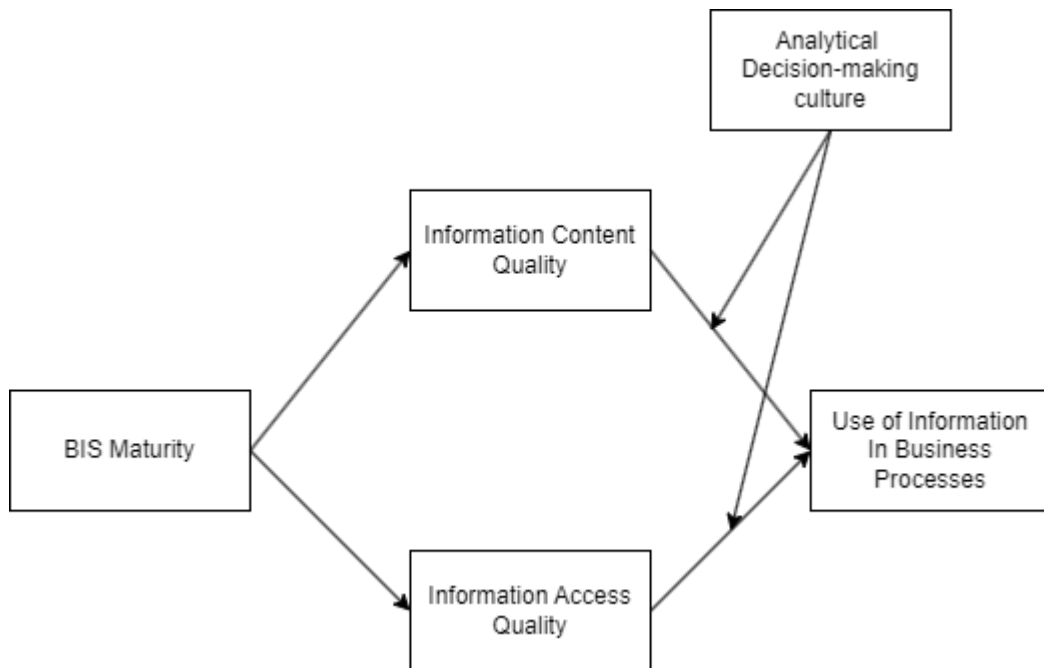 Analytical
Decision-making
culture
Information Content
Quality
BIS Maturity
Use of Information
In Business
Processes
Information Access
Quality